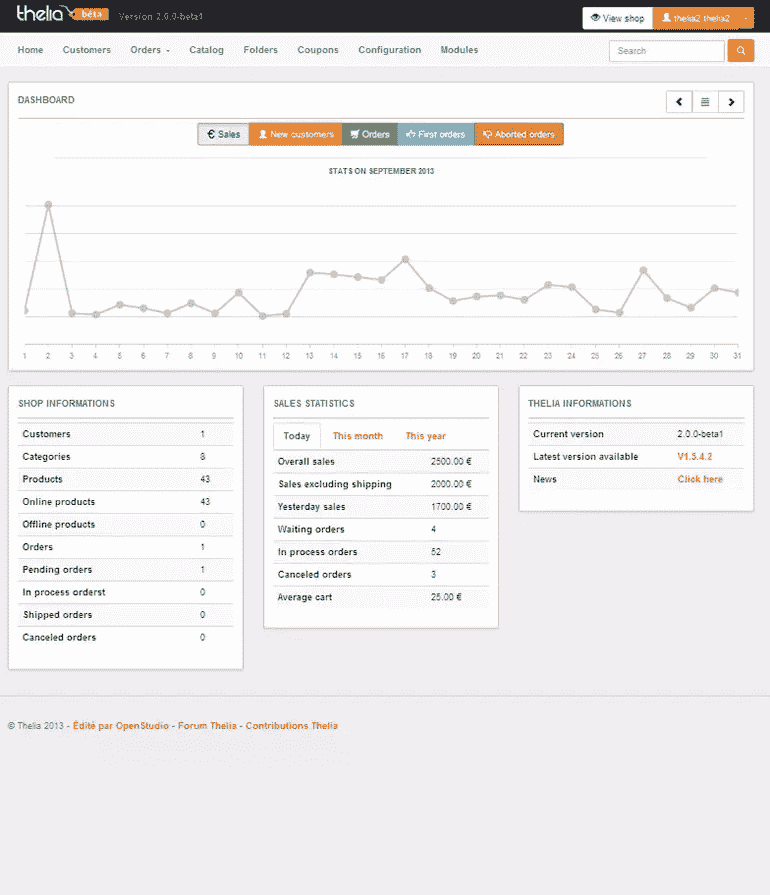 thelia bêta Version 2.0.0-beta1 View shop thelia2 thelia2
Home Customers Orders Catalog Folders Coupons Configuration Modules Search
DASHBOARD
€ Sales New customers Orders First orders Aborted orders
STATS ON SEPTEMBER 2013
1 2 3 4 5 6 7 8 9 10 11 12 13 14 15 16 17 18 19 20 21 22 23 24 25 26 27 28 29 30 31
SHOP INFORMATIONS
Customers 1
Categories 8
Products 43
Online products 43
Offline products 0
Orders 1
Pending orders 1
In process orderst 0
Shipped orders 0
Canceled orders 0
SALES STATISTICS
Today This month This year
Overall sales 2500.00 €
Sales excluding shipping 2000.00 €
Yesterday sales 1700.00 €
Waiting orders 4
In process orders 52
Canceled orders 3
Average cart 25.00 €
THELIA INFORMATIONS
Current version 2.0.0-beta1
Latest version available V1.5.4.2
News Click here
© Thelia 2013 - Édité par OpenStudio - Forum Thelia - Contributions Thelia